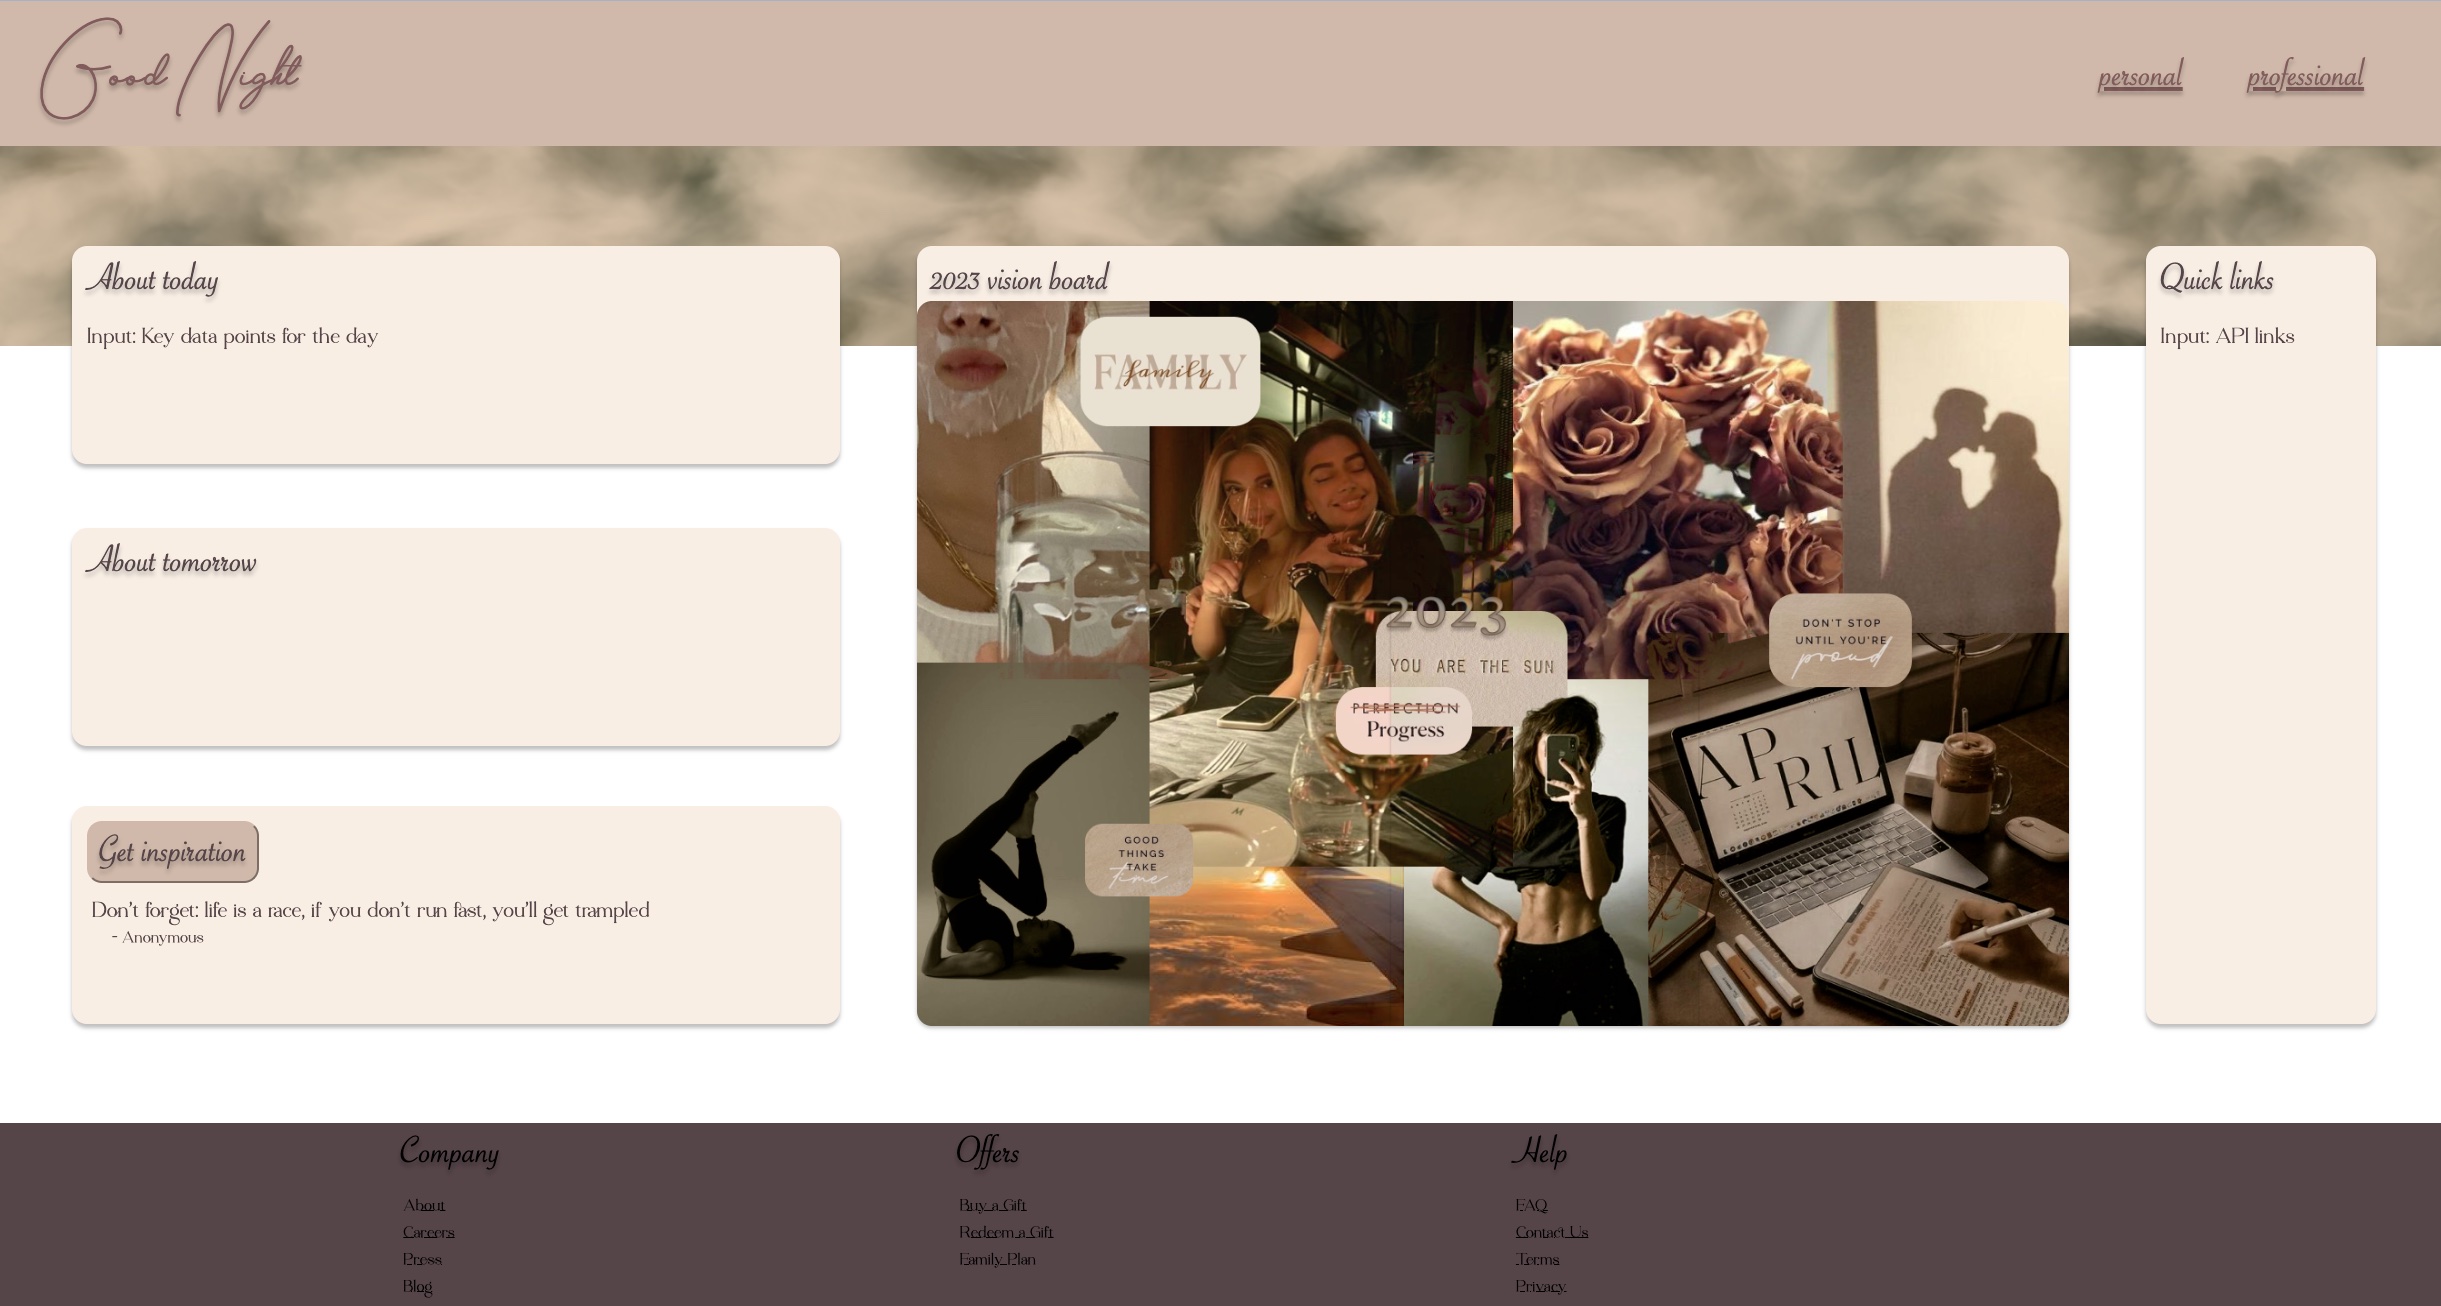 Good Night
personal
professional
About today
Input: Key data points for the day
About tomorrow
Get inspiration
Don't forget: life is a race, if you don't run fast, you'll get trampled
- Anonymous
2023 vision board
FAMILY
family
2023
YOU ARE THE SUN
PERFECTION
Progress
DON'T STOP
UNTIL YOU'RE
proud
GOOD
THINGS
TAKE
time
AP
RIL
M
Quick links
Input: API links
Company
About
Careers
Press
Blog
Offers
Buy a Gift
Redeem a Gift
Family Plan
Help
FAQ
Contact Us
Terms
Privacy